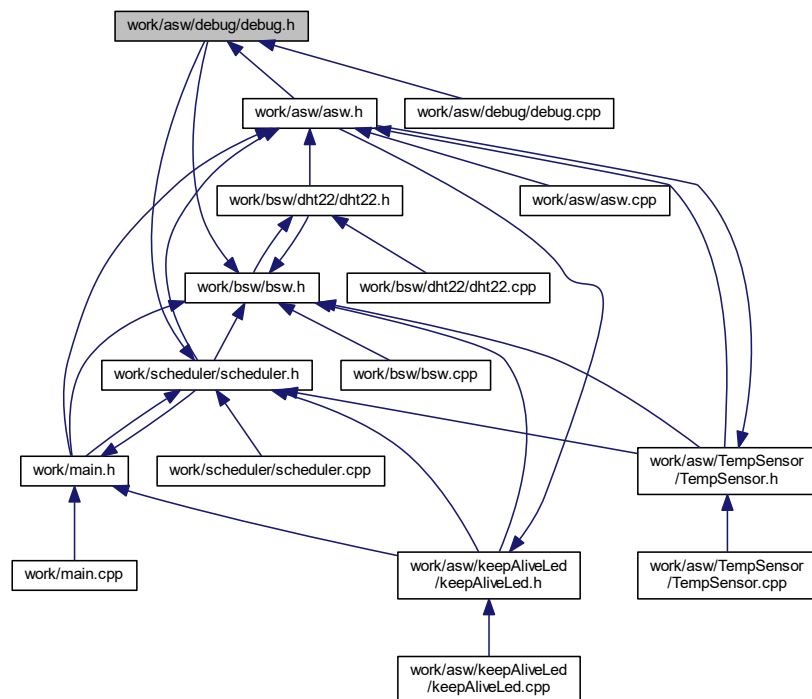 work/asw/debug/debug.h
work/asw/asw.h
work/asw/debug/debug.cpp
work/bsw/dht22/dht22.h
work/asw/asw.cpp
work/bsw/bsw.h
work/bsw/dht22/dht22.cpp
work/scheduler/scheduler.h
work/bsw/bsw.cpp
work/main.h
work/scheduler/scheduler.cpp
work/asw/TempSensor
/TempSensor.h
work/main.cpp
work/asw/keepAliveLed
/keepAliveLed.h
work/asw/TempSensor
/TempSensor.cpp
work/asw/keepAliveLed
/keepAliveLed.cpp